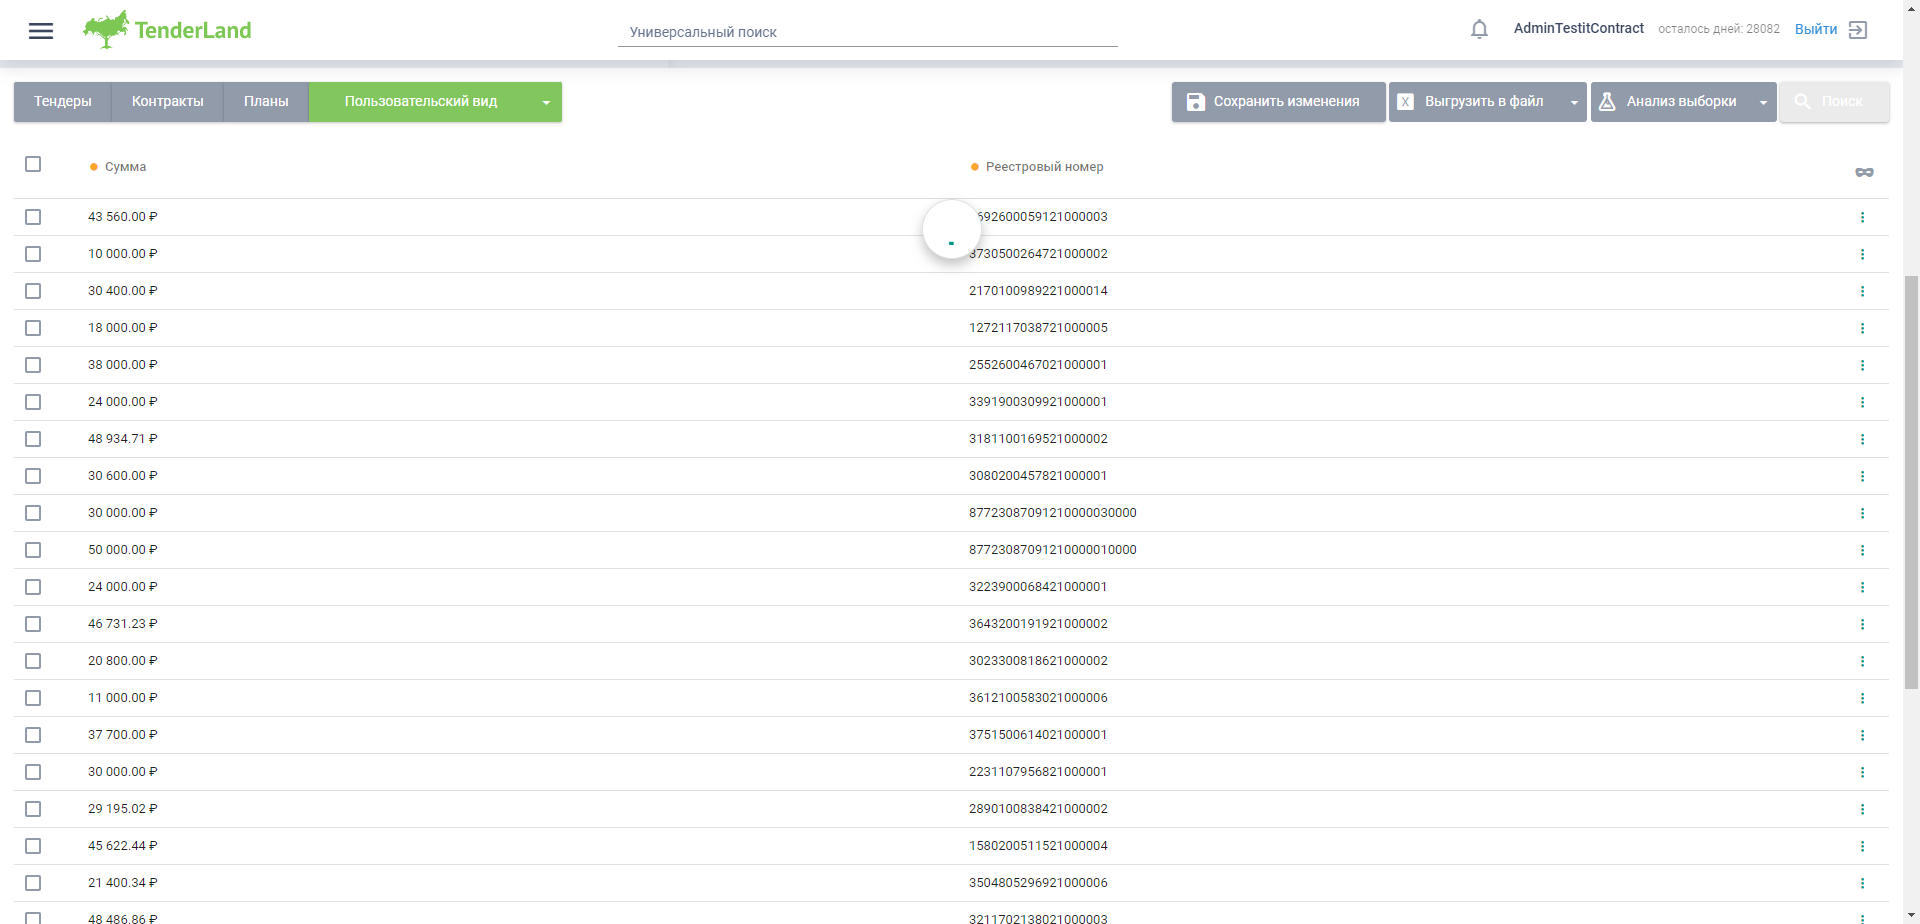 TenderLand
Универсальный поиск
AdminTestitContract
осталось дней: 28082
Выйти
Тендеры
Контракты
Планы
Пользовательский вид
Сохранить изменения
X Выгрузить в файл
Анализ выборки
Поиск
Сумма Реестровый номер
43 560.00 ₽ 692600059121000003
10 000.00 ₽ 3730500264721000002
30 400.00 ₽ 2170100989221000014
18 000.00 ₽ 1272117038721000005
38 000.00 ₽ 2552600467021000001
24 000.00 ₽ 3391900309921000001
48 934.71 ₽ 3181100169521000002
30 600.00 ₽ 3080200457821000001
30 000.00 ₽ 87723087091210000030000
50 000.00 ₽ 87723087091210000010000
24 000.00 ₽ 3223900068421000001
46 731.23 ₽ 3643200191921000002
20 800.00 ₽ 3023300818621000002
11 000.00 ₽ 3612100583021000006
37 700.00 ₽ 3751500614021000001
30 000.00 ₽ 2231107956821000001
29 195.02 ₽ 2890100838421000002
45 622.44 ₽ 1580200511521000004
21 400.34 ₽ 3504805296921000006
48 486.86 ₽ 3211702138021000003